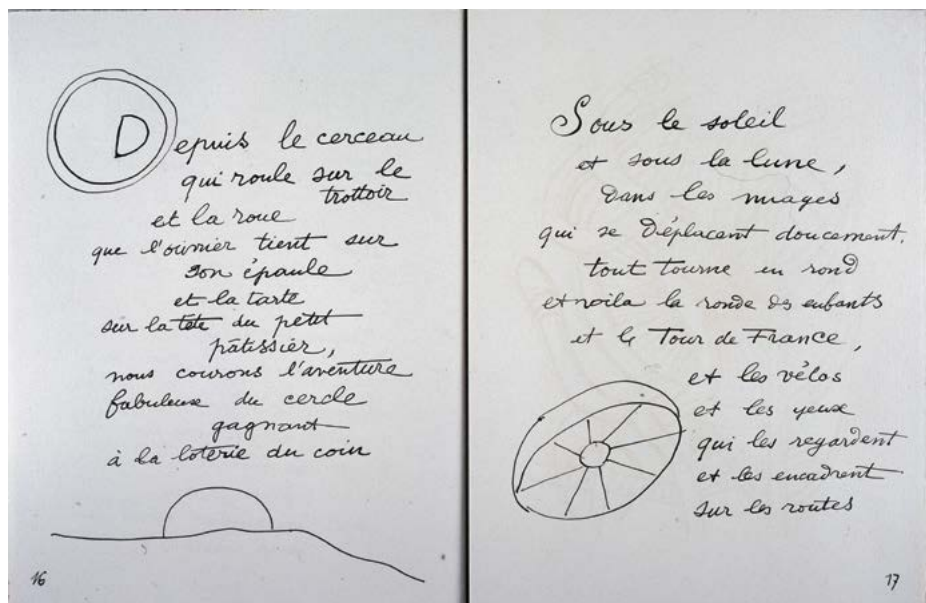 Depuis le cerceau
qui roule sur le
trottoir
et la roue
que l'ouvrier tient sur
son épaule
et la tarte
sur la tête du petit
pâtissier,
nous courons l'aventure
fabuleuse du cercle
gagnant
à la loterie du coin
16
Sous le soleil
et sous la lune,
dans les nuages
qui se déplacent doucement.
tout tourne en rond
et voila la ronde des enfants
et le Tour de France,
et les vélos
et les yeux
qui les regardent
et les encadrent
sur les routes
17